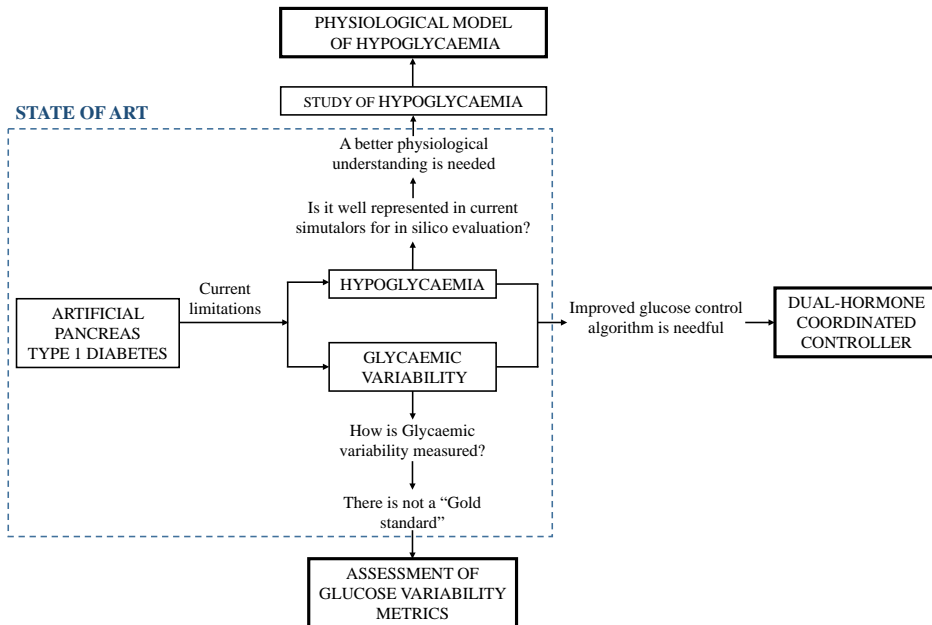 PHYSIOLOGICAL MODEL
OF HYPOGLYCAEMIA
STUDY OF HYPOGLYCAEMIA
STATE OF ART
A better physiological
understanding is needed
Is it well represented in current
simutalors for in silico evaluation?
HYPOGLYCAEMIA
Current
limitations
ARTIFICIAL
PANCREAS
TYPE 1 DIABETES
Improved glucose control
algorithm is needful
DUAL-HORMONE
COORDINATED
CONTROLLER
GLYCAEMIC
VARIABILITY
How is Glycaemic
variability measured?
There is not a “Gold
standard”
ASSESSMENT OF
GLUCOSE VARIABILITY
METRICS